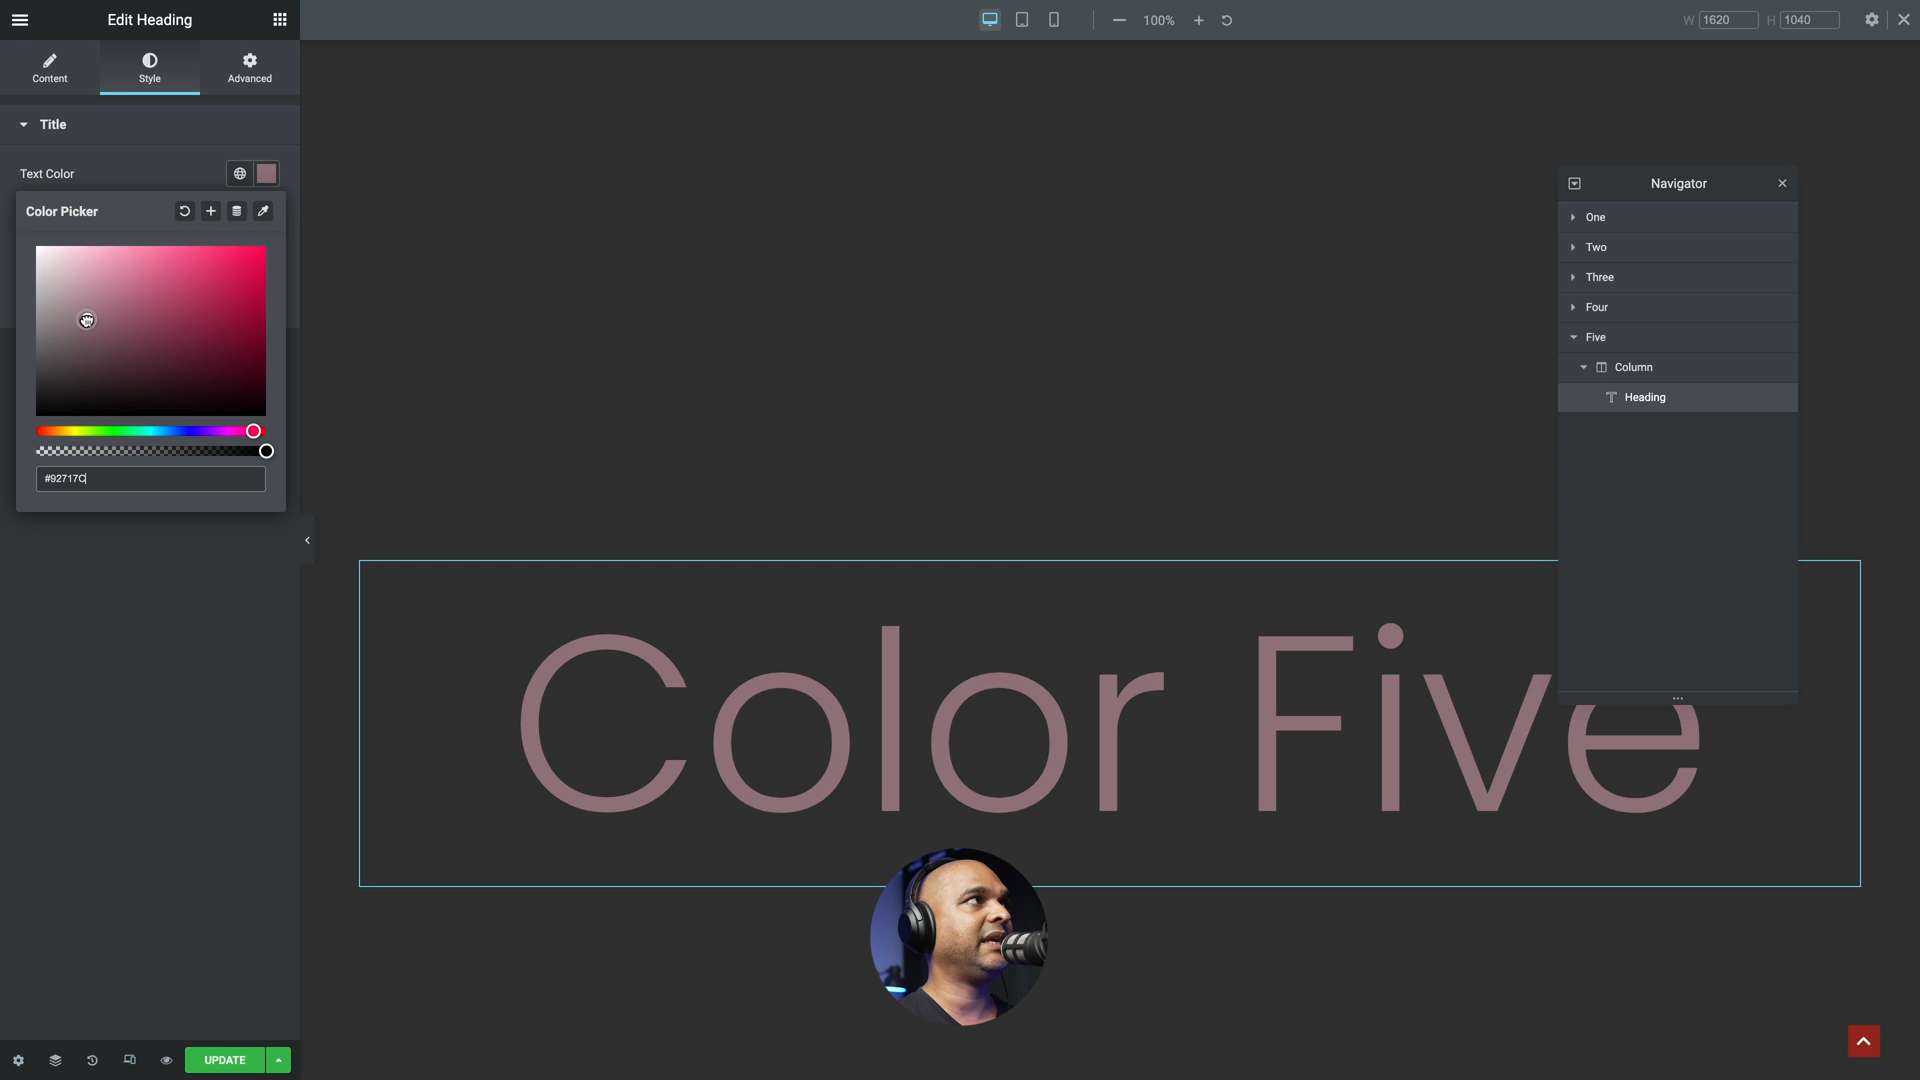 Edit Heading
100%
W 1620 H 1040
Content
Style
Advanced
Title
Text Color
Color Picker
#92717C
Navigator
One
Two
Three
Four
Five
Column
Heading
Color Five
UPDATE